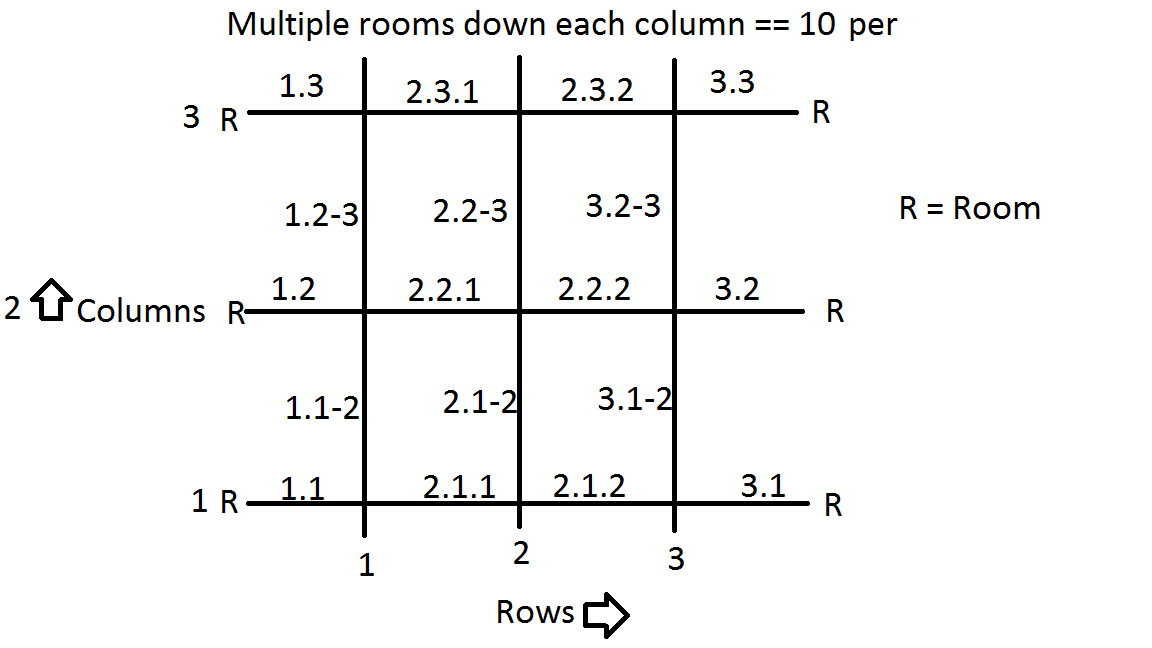 Multiple rooms down each column == 10 per
1.3 2.3.1 2.3.2 3.3
3 R R
1.2-3 2.2-3 3.2-3 R = Room
1.2 2.2.1 2.2.2 3.2
2 Columns R R
1.1-2 2.1-2 3.1-2
1.1 2.1.1 2.1.2 3.1
1 R R
1 2 3
Rows